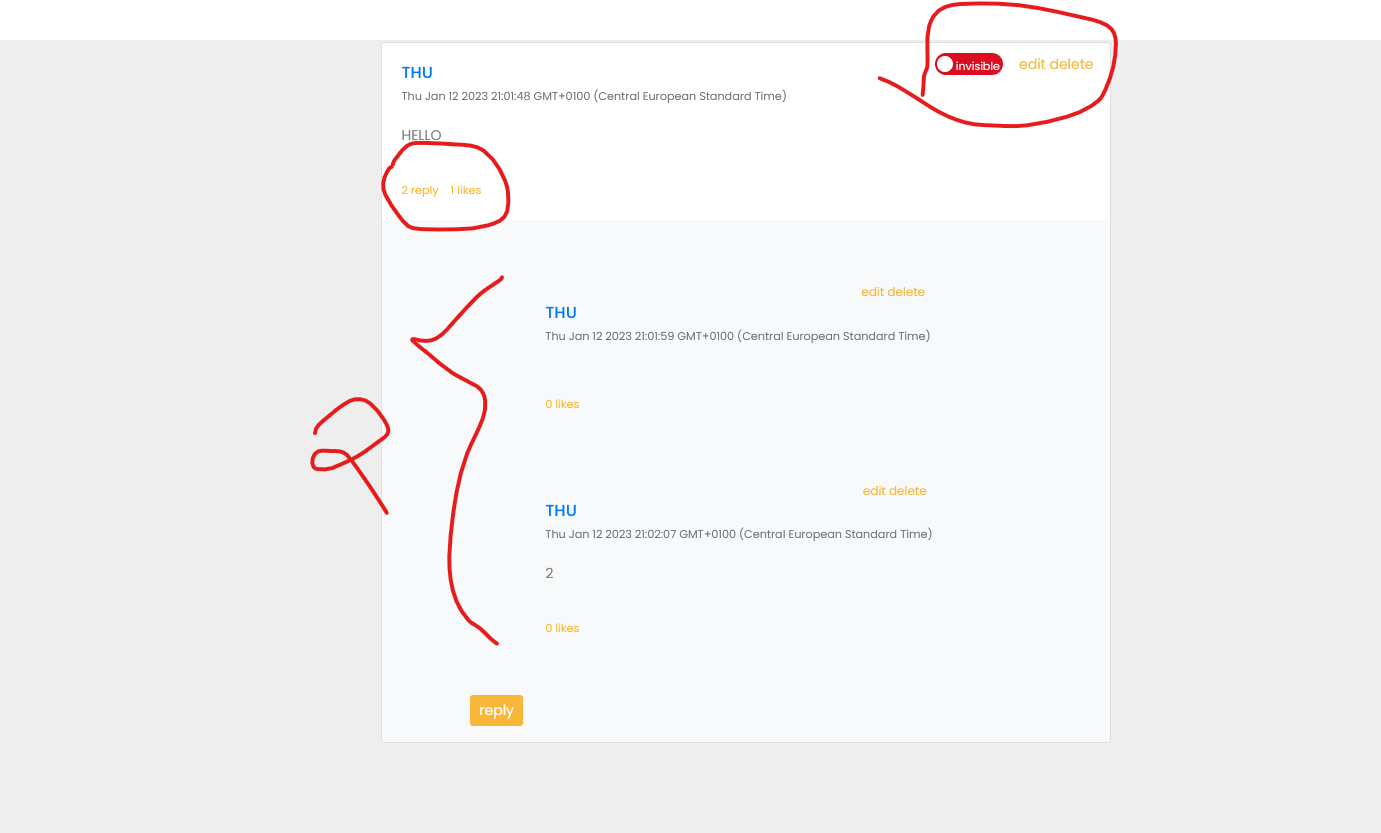 invisible edit delete
THU
Thu Jan 12 2023 21:01:48 GMT+0100 (Central European Standard Time)
HELLO
2 reply 1 likes
edit delete
THU
Thu Jan 12 2023 21:01:59 GMT+0100 (Central European Standard Time)
0 likes
edit delete
THU
Thu Jan 12 2023 21:02:07 GMT+0100 (Central European Standard Time)
2
0 likes
reply